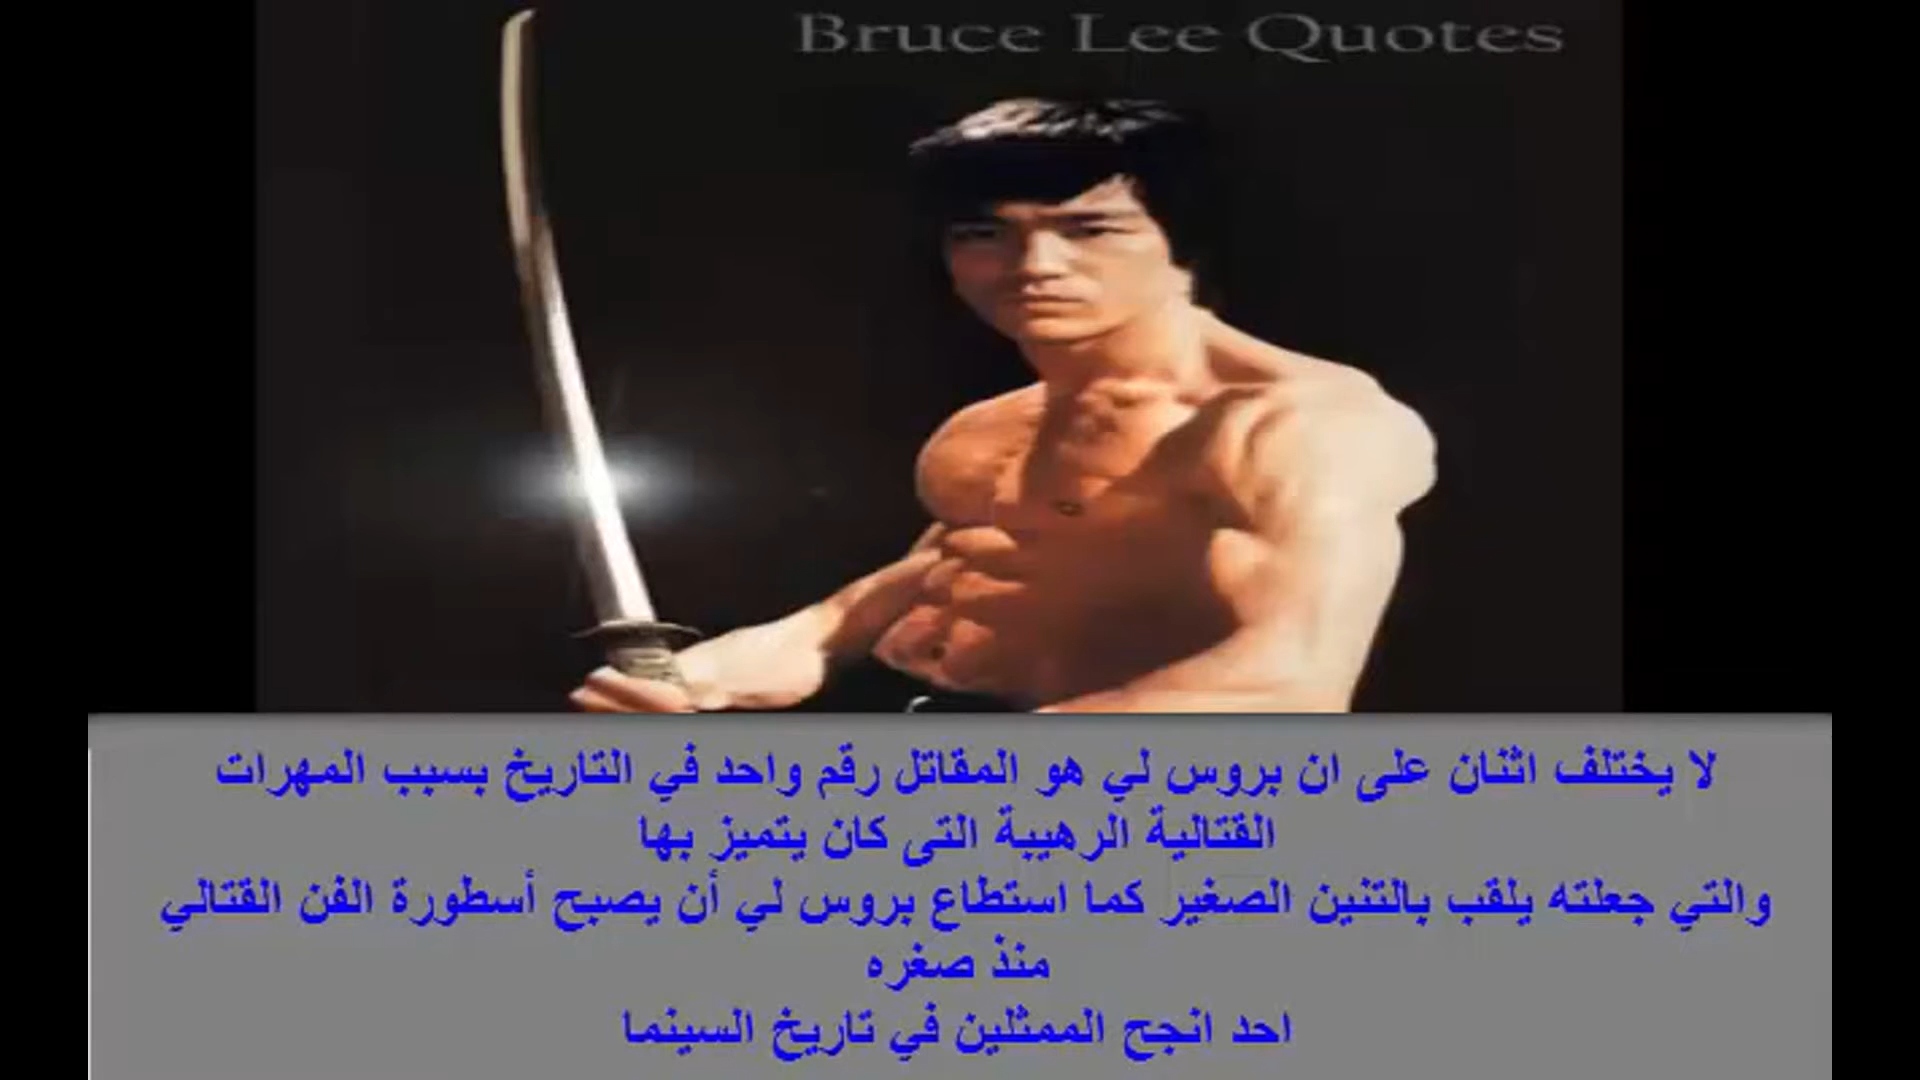 Bruce Lee Quotes
لا يختلف اثنان على ان بروس لي هو المقاتل رقم واحد في التاريخ بسبب المهرات
القتالية الرهيبة التى كان يتميز بها
والتي جعلته يلقب بالتنين الصغير كما استطاع بروس لي أن يصبح أسطورة الفن القتالي
منذ صغره
احد انجح الممثلين في تاريخ السينما